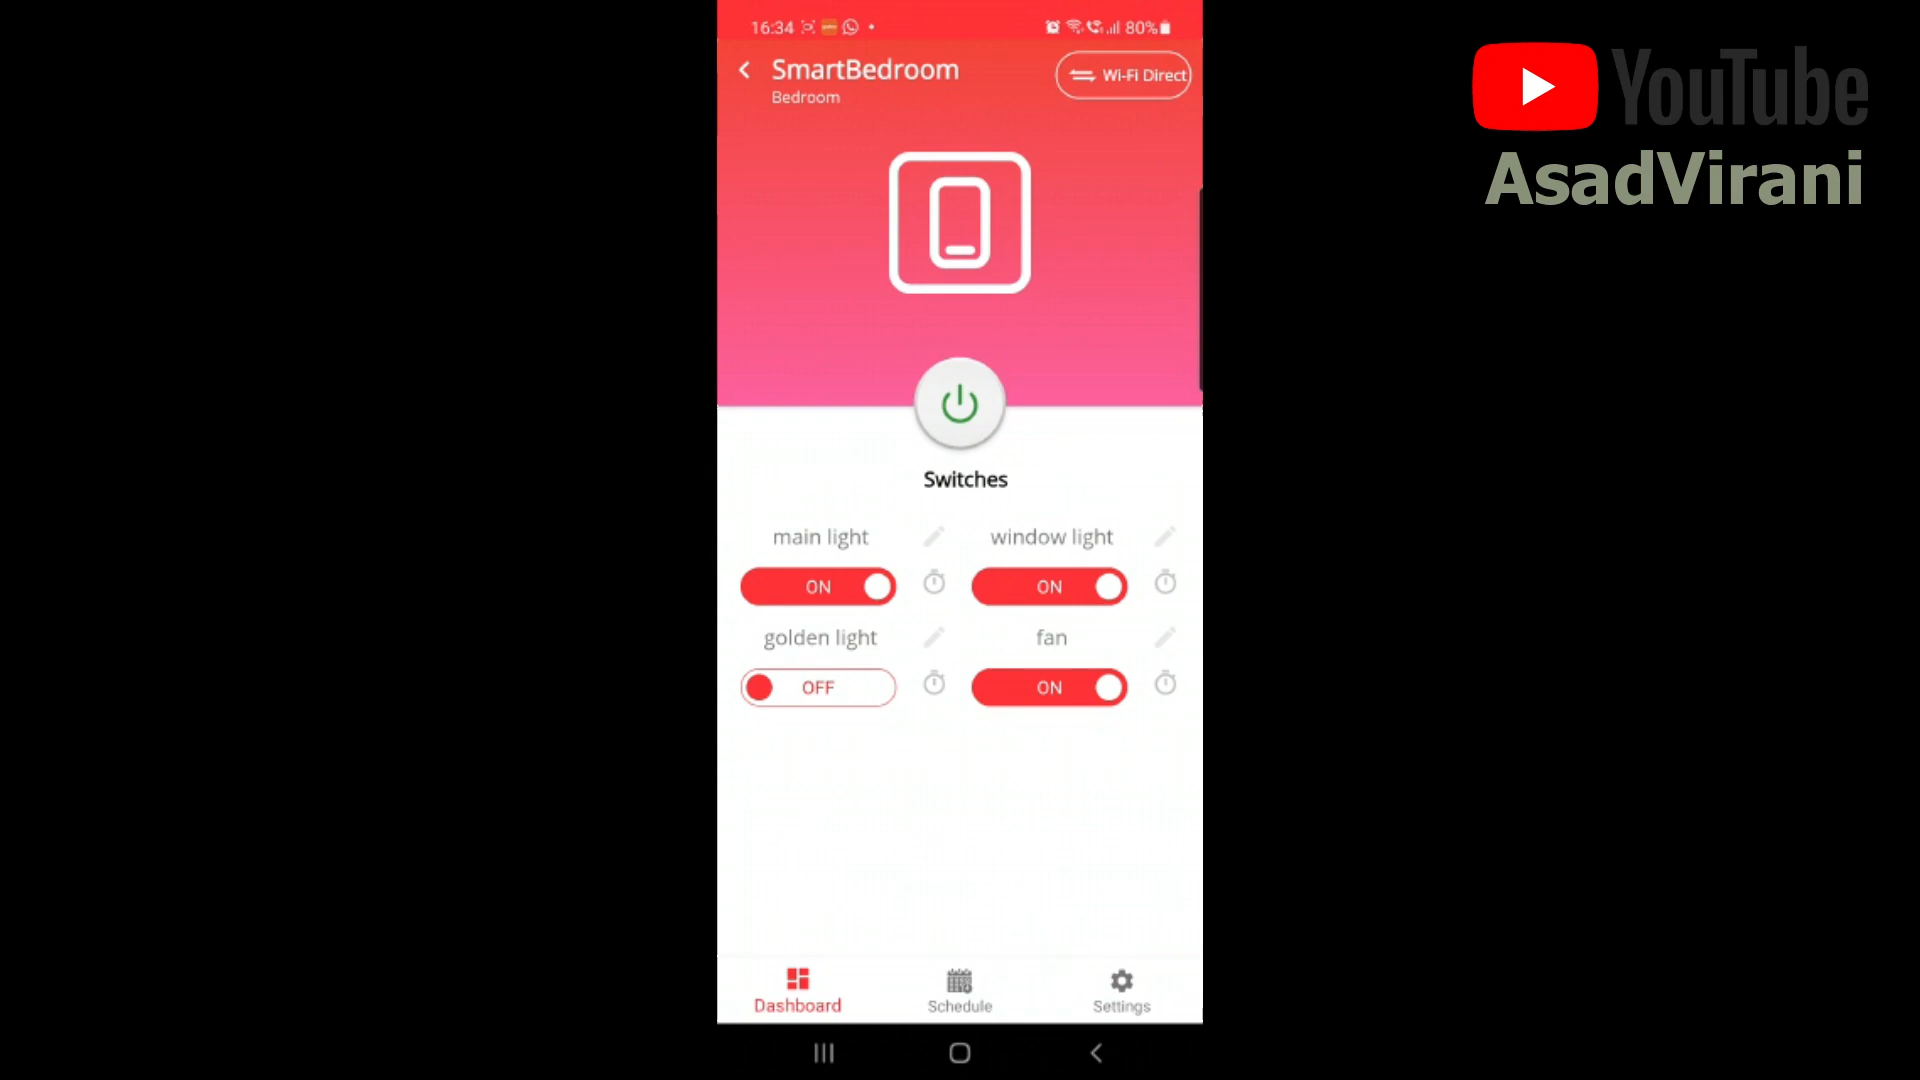 16:34
80%
SmartBedroom
Wi-Fi Direct
Bedroom
YouTube
AsadVirani
Switches
main light
window light
ON
ON
golden light
fan
OFF
ON
Dashboard
Schedule
Settings